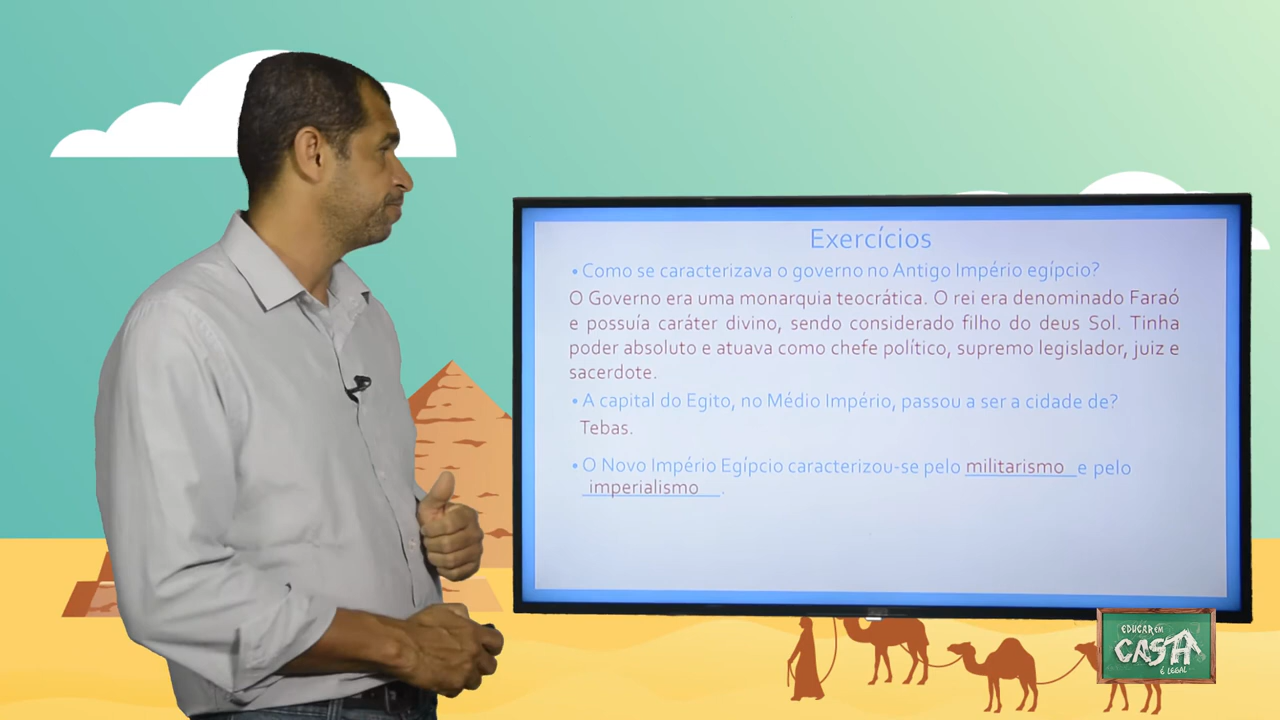 Exercícios
• Como se caracterizava o governo no Antigo Império egípcio?
O Governo era uma monarquia teocrática. O rei era denominado Faraó
e possuía caráter divino, sendo considerado filho do deus Sol. Tinha
poder absoluto e atuava como chefe político, supremo legislador, juiz e
sacerdote.
• A capital do Egito, no Médio Império, passou a ser a cidade de?
Tebas.
• O Novo Império Egípcio caracterizou-se pelo militarismo e pelo
imperialismo.
EDUCAR EM
CASA
É LEGAL